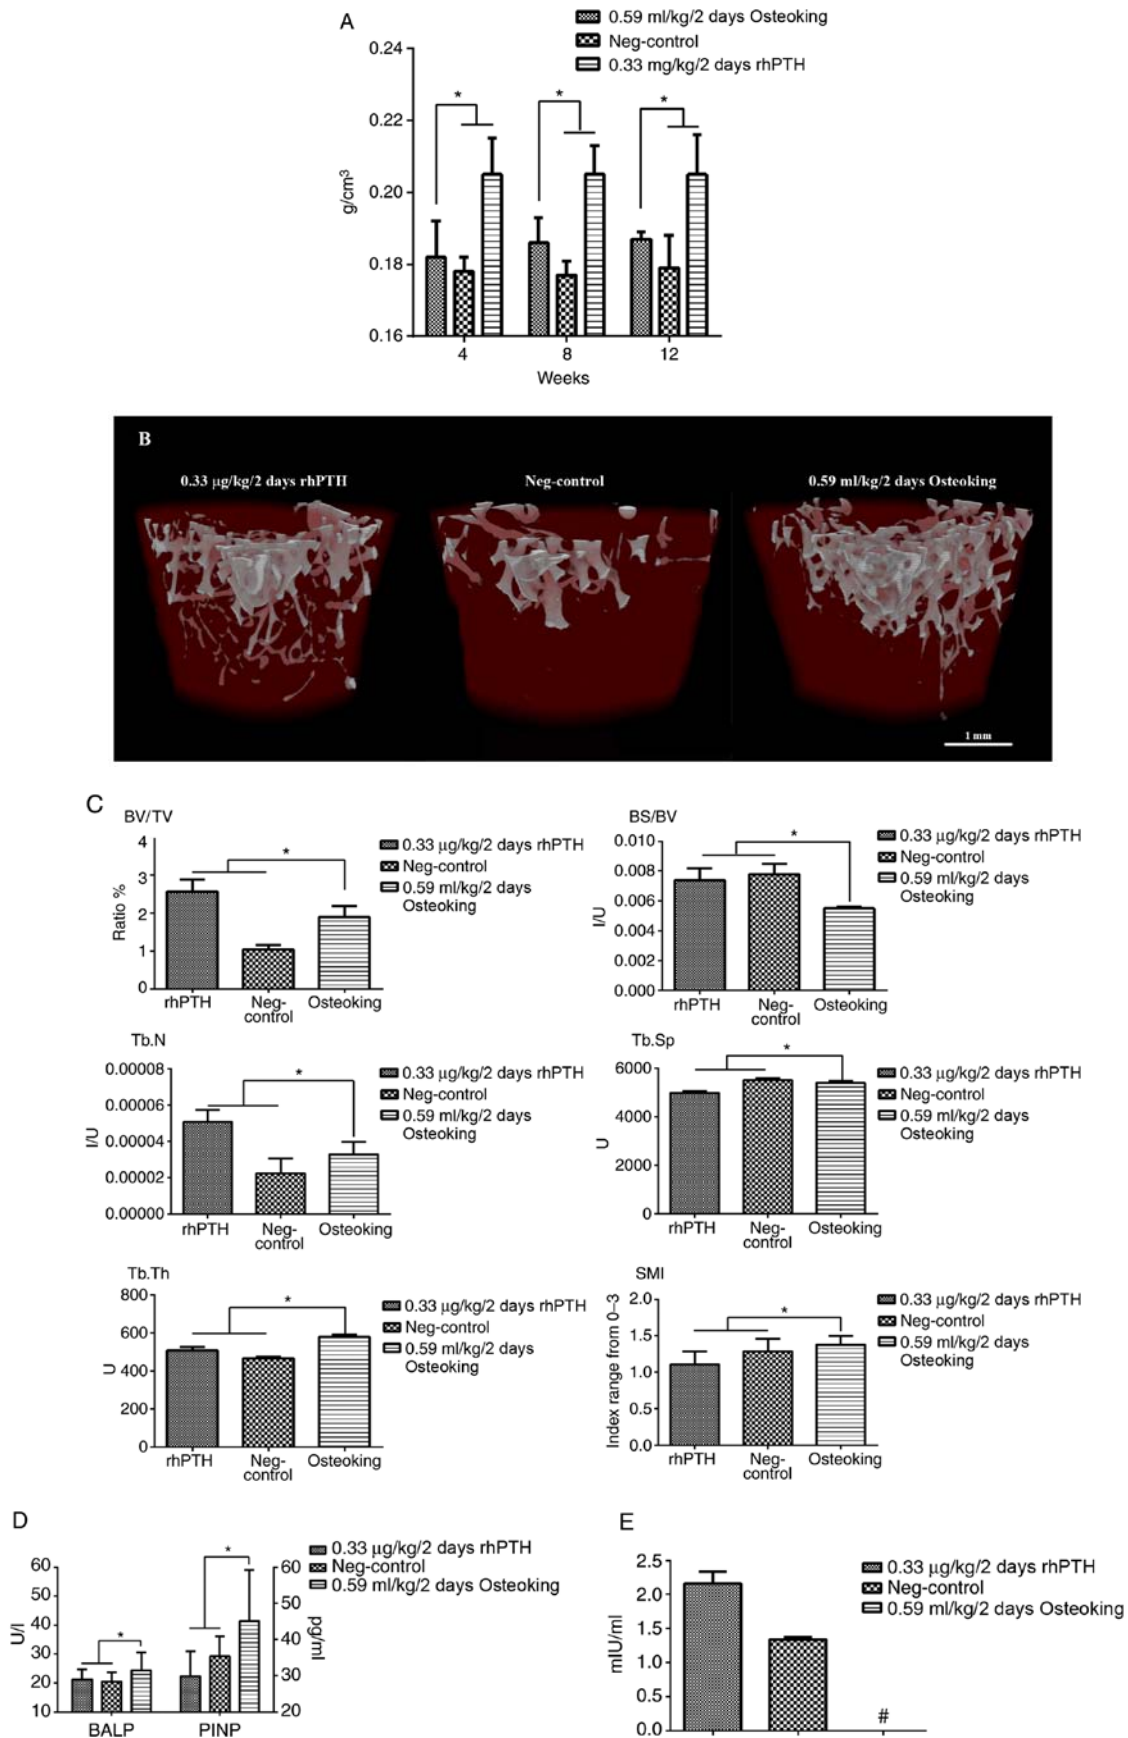 A
0.59 ml/kg/2 days Osteoking
Neg-control
0.33 mg/kg/2 days rhPTH
0.24
0.22
0.20
0.18
0.16
g/cm³
*
*
*
4
8
12
Weeks
B
0.33 μg/kg/2 days rhPTH
Neg-control
0.59 ml/kg/2 days Osteoking
1 mm
C
BV/TV
4
3
2
1
0
Ratio %
*
rhPTH
Neg-
control
Osteoking
0.33 μg/kg/2 days rhPTH
Neg-control
0.59 ml/kg/2 days
Osteoking
BS/BV
0.010
0.008
0.006
0.004
0.002
0.000
I/U
*
rhPTH
Neg-
control
Osteoking
0.33 μg/kg/2 days rhPTH
Neg-control
0.59 ml/kg/2 days
Osteoking
Tb.N
0.00008
0.00006
0.00004
0.00002
0.00000
I/U
*
rhPTH
Neg-
control
Osteoking
0.33 μg/kg/2 days rhPTH
Neg-control
0.59 ml/kg/2 days
Osteoking
Tb.Sp
6000
4000
2000
0
U
*
rhPTH
Neg-
control
Osteoking
0.33 μg/kg/2 days rhPTH
Neg-control
0.59 ml/kg/2 days
Osteoking
Tb.Th
800
600
400
200
0
U
*
rhPTH
Neg-
control
Osteoking
0.33 μg/kg/2 days rhPTH
Neg-control
0.59 ml/kg/2 days
Osteoking
SMI
2.0
1.5
1.0
0.5
0.0
Index range from 0–3
*
rhPTH
Neg-
control
Osteoking
0.33 μg/kg/2 days rhPTH
Neg-control
0.59 ml/kg/2 days
Osteoking
D
60
50
40
30
20
10
U/l
*
*
BALP
PINP
60
50
40
30
20
pg/ml
0.33 μg/kg/2 days rhPTH
Neg-control
0.59 ml/kg/2 days Osteoking
E
2.5
2.0
1.5
1.0
0.5
0.0
mIU/ml
#
0.33 μg/kg/2 days rhPTH
Neg-control
0.59 ml/kg/2 days Osteoking